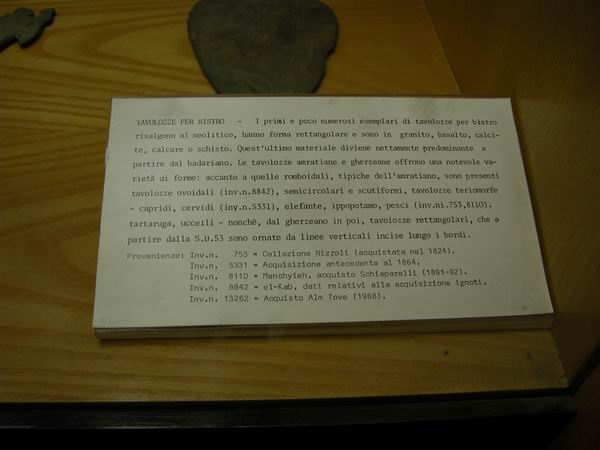 TAVOLOZZE PER BISTRO - I primi e poco numerosi esemplari di tavolozze per bistro
risalgono al neolitico, hanno forma rettangolare e sono in granito, basalto, calci-
te, calcare o schisto. Quest'ultimo materiale diviene nettamente predominante a
partire dal badariano. Le tavolozze amratiane e gherzeane offrono una notevole va-
rietà di forme: accanto a quelle romboidali, tipiche dell'amratiano, sono presenti
tavolozze ovoidali (inv.n.8842), semicircolari e scutiformi, tavolozze teriomorfe
- capridi, cervidi (inv.n.5331), elefante, ippopotamo, pesci (inv.ni.753,8110).
tartaruga, uccelli - nonchè, dal gherzeano in poi, tavolozze rettangolari, che a
partire dalla S.D.53 sono ornate da linee verticali incise lungo i bordi.
Provenienze: Inv.n. 753 = Collezione Nizzoli (acquistata nel 1824).
Inv.n. 5331 = Acquisizione antecedente al 1864.
Inv.n. 8110 = Menchyieh, acquisto Schiaparelli (1891-92).
Inv.n. 8842 = el-Kab, dati relativi alla acquisizione ignoti.
Inv.n. 13262 = Acquisto Alm Tove (1968).